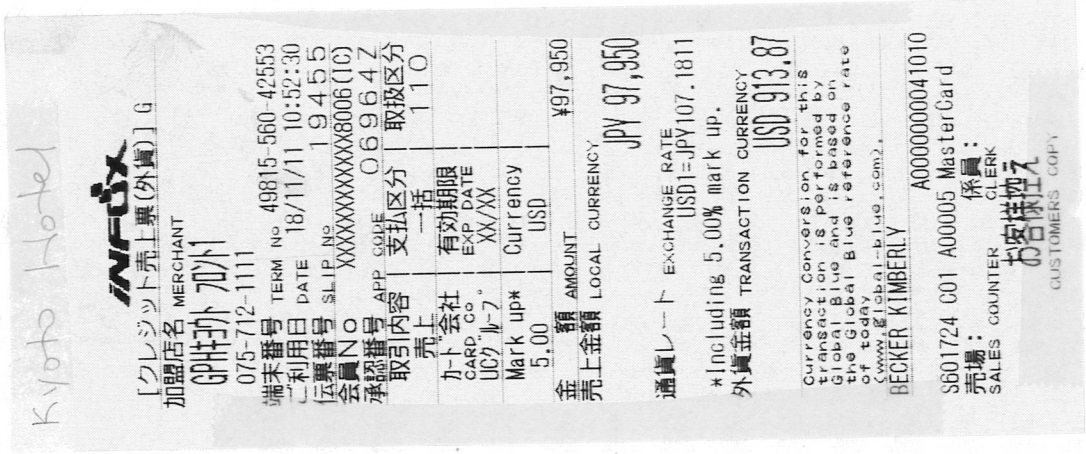 Kyoto hotel
INFOX
[クレジット売上票(外貨)] G
加盟店名 MERCHANT
GPHキヨウト フロント1
075-712-1111
端末番号 TERM No 49815-560-42553
ご利用日 DATE 18/11/11 10:52:30
伝票番号 SLIP No 19455
会員No XXXXXXXXXXXX8006(IC)
承認番号 APP CODE 069964Z
取引内容 支払区分 取扱区分
売上 一括 110
カード会社 有効期限
CARD Co EXP DATE
UCグループ XX/XX
Mark up* Currency
5.00 USD
金 額 AMOUNT ¥97,950
売上金額 LOCAL CURRENCY
JPY 97,950
通貨レート EXCHANGE RATE
USD1=JPY107.1811
*Including 5.00% mark up.
外貨金額 TRANSACTION CURRENCY
USD 913.87
Currency Conversion for this
transaction is performed by
Global Blue and is based on
the Global Blue reference rate
of today
(www.global-blue.com).
BECKER KIMBERLY
A0000000041010
S601724 C01 A00005 MasterCard
売場: 係員:
SALES COUNTER CLERK
お客様控え
CUSTOMERS COPY